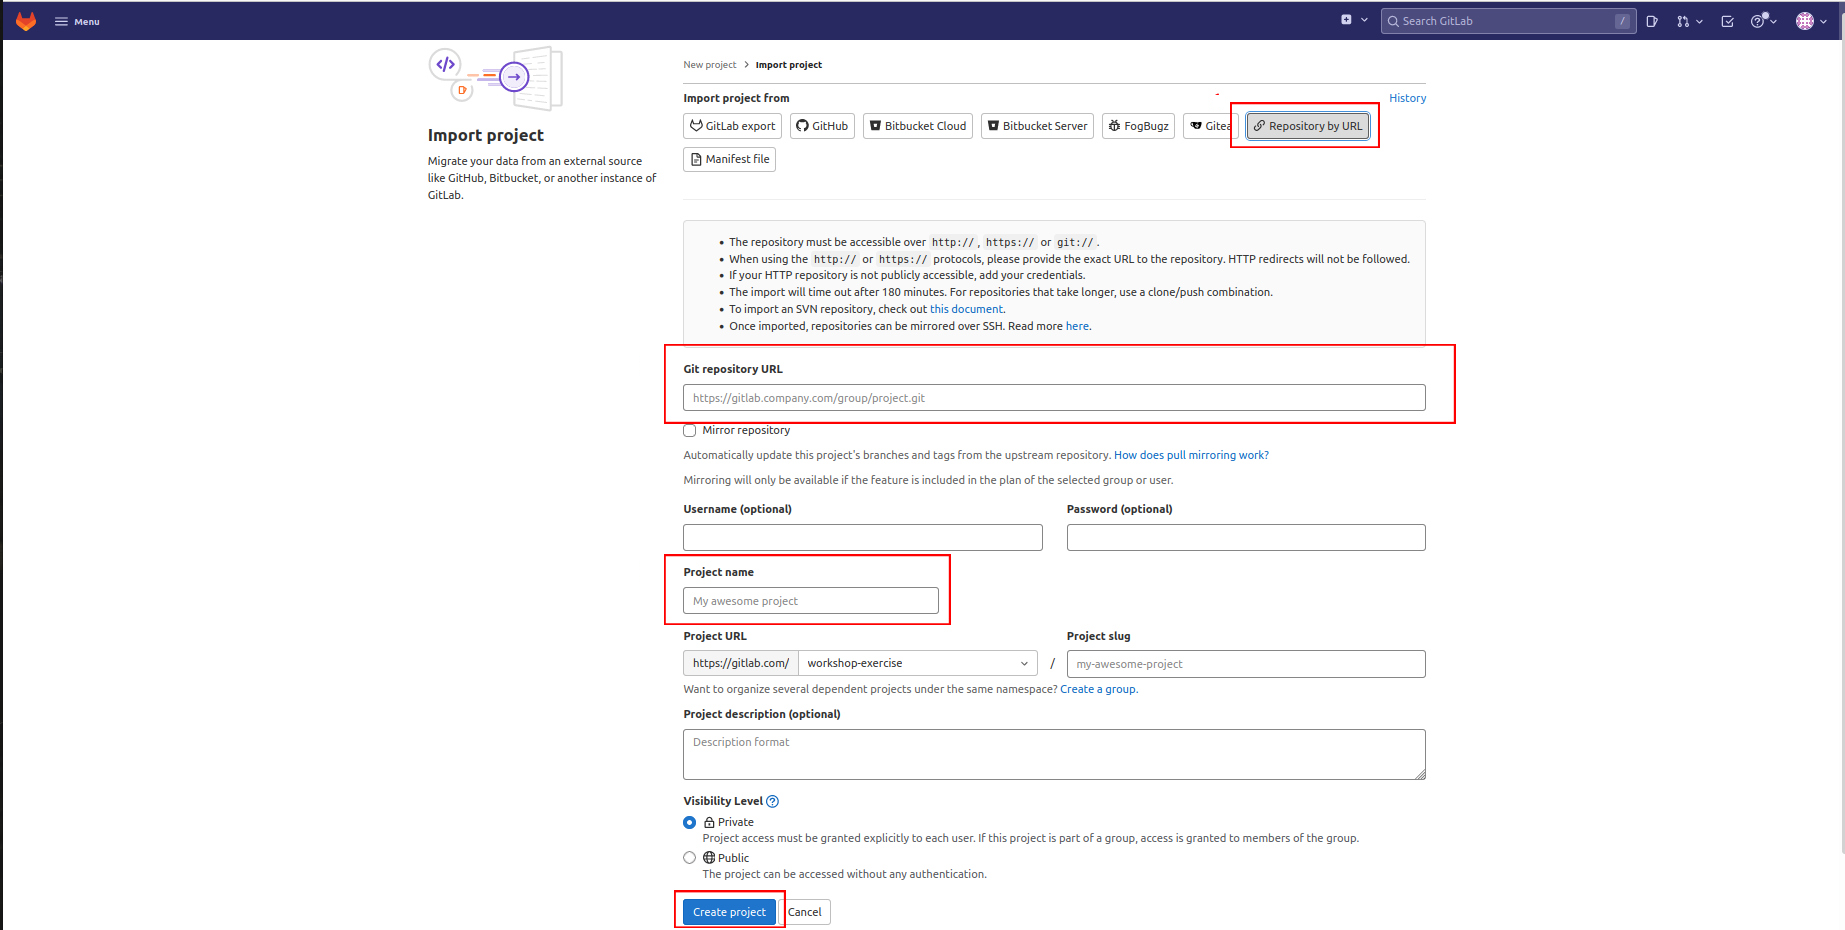 Menu
Search GitLab /
Import project
Migrate your data from an external source
like GitHub, Bitbucket, or another instance of
GitLab.
New project > Import project
Import project from
History
GitLab export GitHub Bitbucket Cloud Bitbucket Server FogBugz Gitea Repository by URL
Manifest file
• The repository must be accessible over http://, https:// or git://.
• When using the http:// or https:// protocols, please provide the exact URL to the repository. HTTP redirects will not be followed.
• If your HTTP repository is not publicly accessible, add your credentials.
• The import will time out after 180 minutes. For repositories that take longer, use a clone/push combination.
• To import an SVN repository, check out this document.
• Once imported, repositories can be mirrored over SSH. Read more here.
Git repository URL
https://gitlab.company.com/group/project.git
Mirror repository
Automatically update this project's branches and tags from the upstream repository. How does pull mirroring work?
Mirroring will only be available if the feature is included in the plan of the selected group or user.
Username (optional) Password (optional)
Project name
My awesome project
Project URL Project slug
https://gitlab.com/ workshop-exercise / my-awesome-project
Want to organize several dependent projects under the same namespace? Create a group.
Project description (optional)
Description format
Visibility Level ?
Private
Project access must be granted explicitly to each user. If this project is part of a group, access is granted to members of the group.
Public
The project can be accessed without any authentication.
Create project Cancel